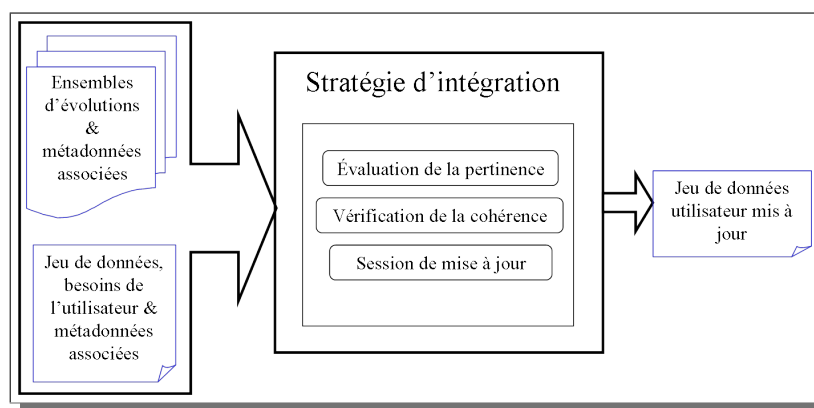 Ensembles
d’évolutions
&
métadonnées
associées
Jeu de données,
besoins de
l’utilisateur &
métadonnées
associées
Stratégie d’intégration
Évaluation de la pertinence
Vérification de la cohérence
Session de mise à jour
Jeu de données
utilisateur mis à
jour